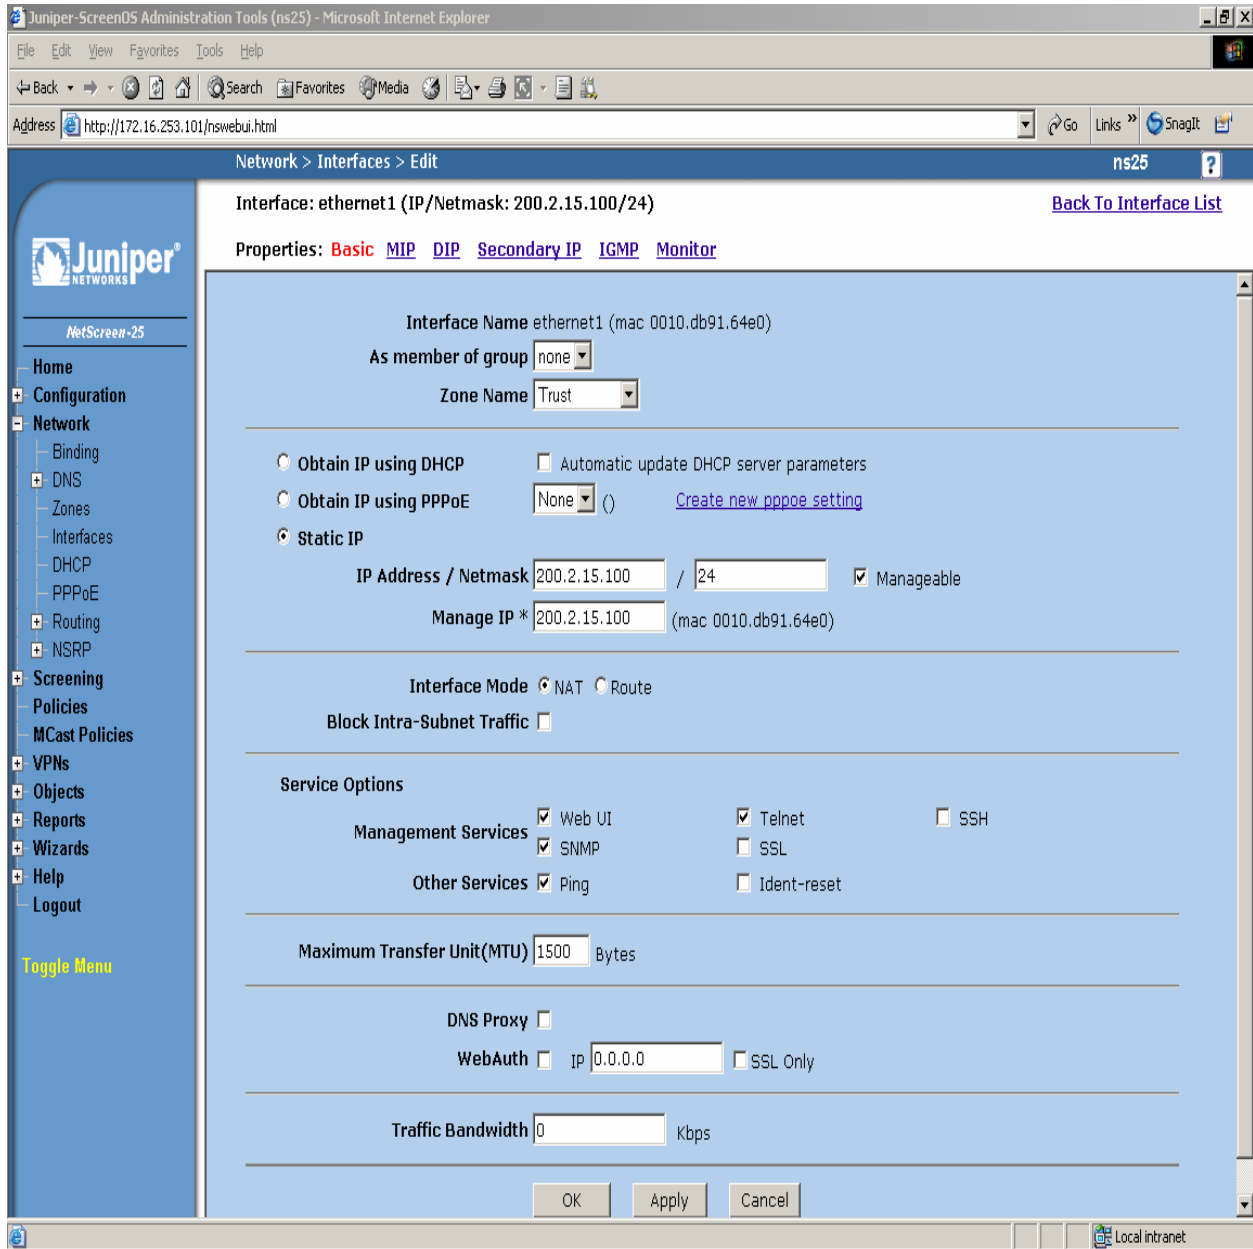 Juniper-ScreenOS Administration Tools (ns25) - Microsoft Internet Explorer
File Edit View Favorites Tools Help
Back Search Favorites Media
Address http://172.16.253.101/nswebui.html Go Links » SnagIt
Network > Interfaces > Edit ns25 ?
Interface: ethernet1 (IP/Netmask: 200.2.15.100/24) Back To Interface List
Properties: Basic MIP DIP Secondary IP IGMP Monitor
Juniper®
NETWORKS
NetScreen-25
Home
Configuration
Network
Binding
DNS
Zones
Interfaces
DHCP
PPPoE
Routing
NSRP
Screening
Policies
MCast Policies
VPNs
Objects
Reports
Wizards
Help
Logout
Toggle Menu
Interface Name ethernet1 (mac 0010.db91.64e0)
As member of group none
Zone Name Trust
Obtain IP using DHCP Automatic update DHCP server parameters
Obtain IP using PPPoE None () Create new pppoe setting
Static IP
IP Address / Netmask 200.2.15.100 / 24 Manageable
Manage IP * 200.2.15.100 (mac 0010.db91.64e0)
Interface Mode NAT Route
Block Intra-Subnet Traffic
Service Options
Management Services Web UI Telnet SSH
SNMP SSL
Other Services Ping Ident-reset
Maximum Transfer Unit(MTU) 1500 Bytes
DNS Proxy
WebAuth IP 0.0.0.0 SSL Only
Traffic Bandwidth 0 Kbps
OK Apply Cancel
Local intranet